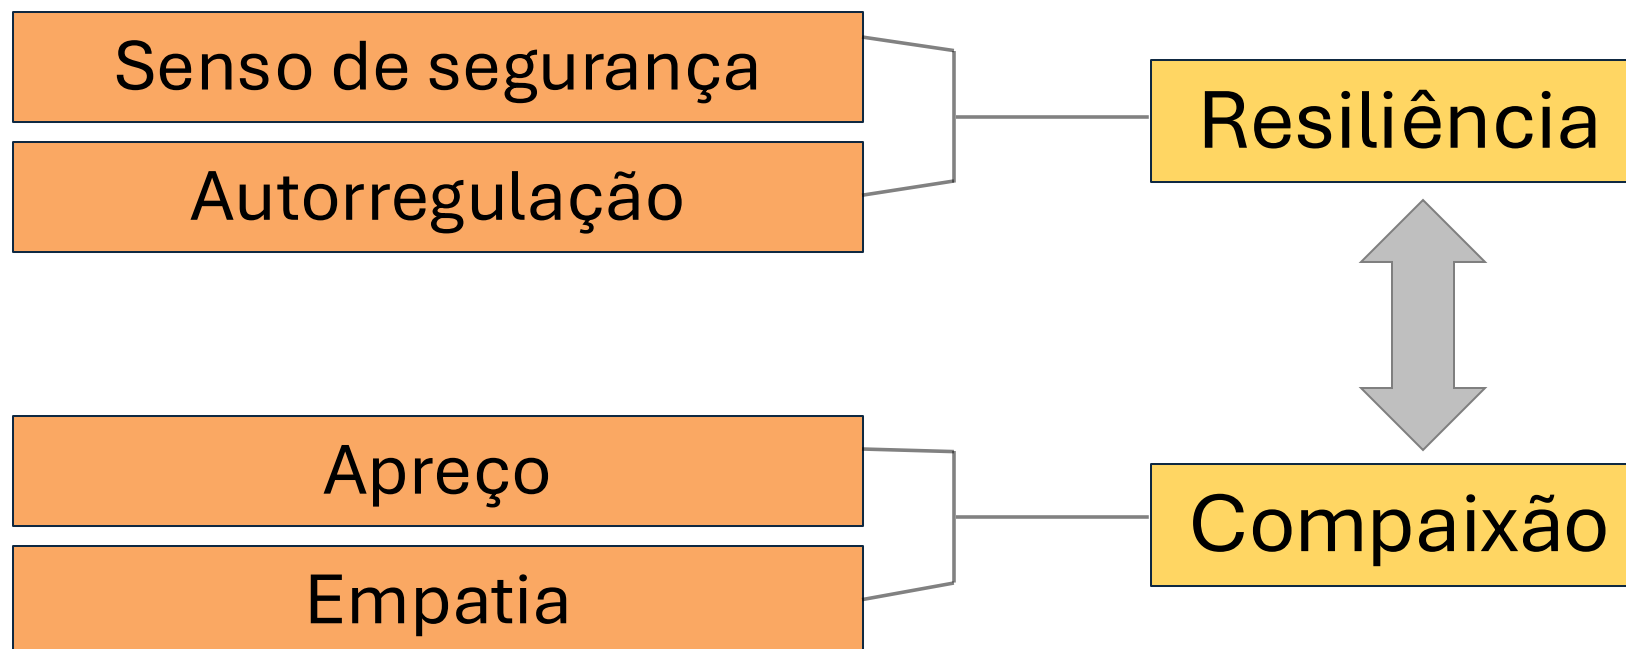 Senso de segurança
Autorregulação
Resiliência
Apreço
Empatia
Compaixão